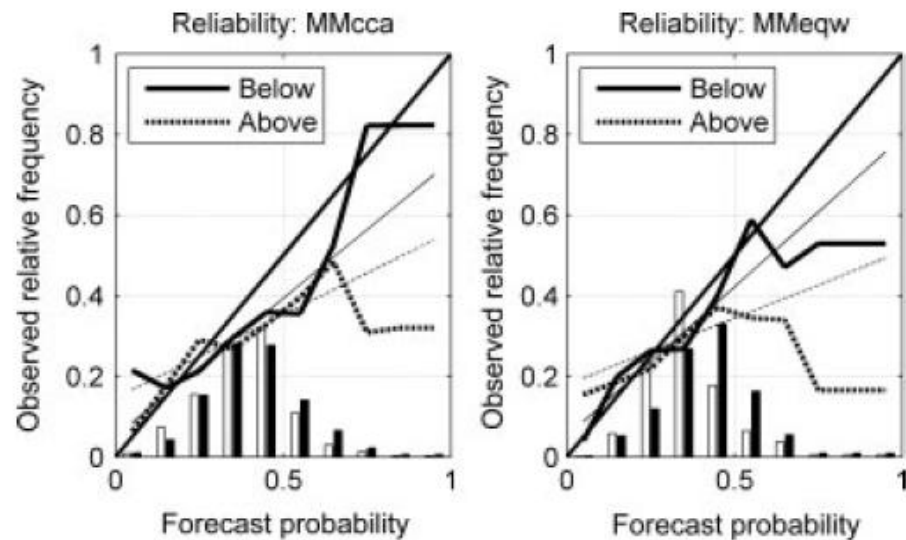 Reliability: MMcca
Observed relative frequency
1
0.8
0.6
0.4
0.2
0
Below
Above
0
0.5
1
Forecast probability
Reliability: MMeqw
Observed relative frequency
1
0.8
0.6
0.4
0.2
0
Below
Above
0
0.5
1
Forecast probability